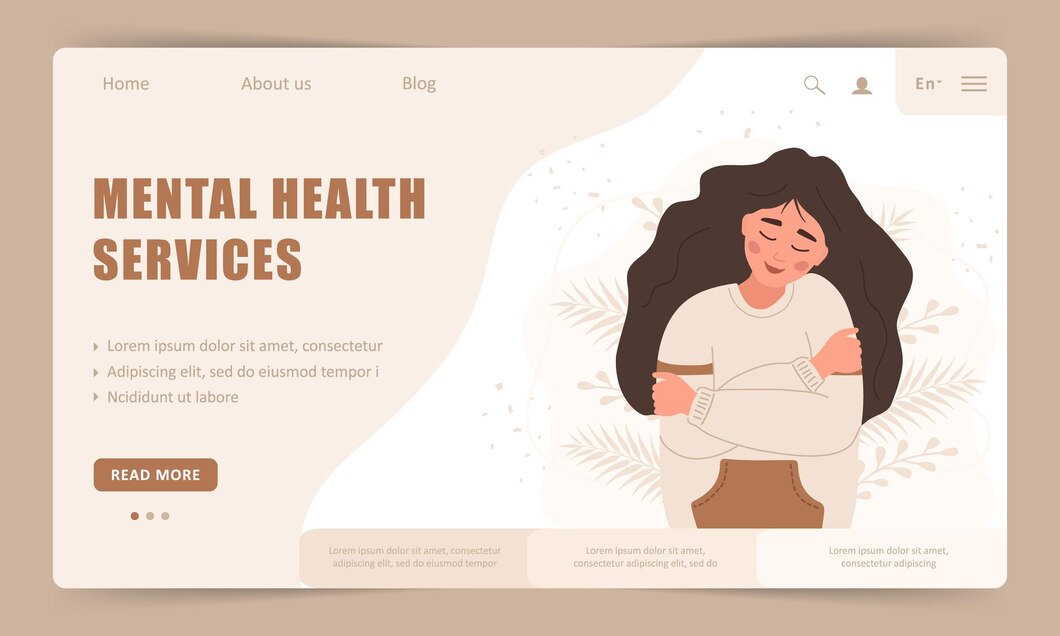 Home About us Blog En
MENTAL HEALTH
SERVICES
Lorem ipsum dolor sit amet, consectetur
Adipiscing elit, sed do eiusmod tempor i
Ncididunt ut labore
READ MORE
Lorem ipsum dolor sit amet, consectetur
adipiscing elit, sed do eiusmod tempor
Lorem ipsum dolor sit amet,
consectetur adipiscing elit, sed do
Lorem ipsum dolor sit amet,
consectetur adipiscing